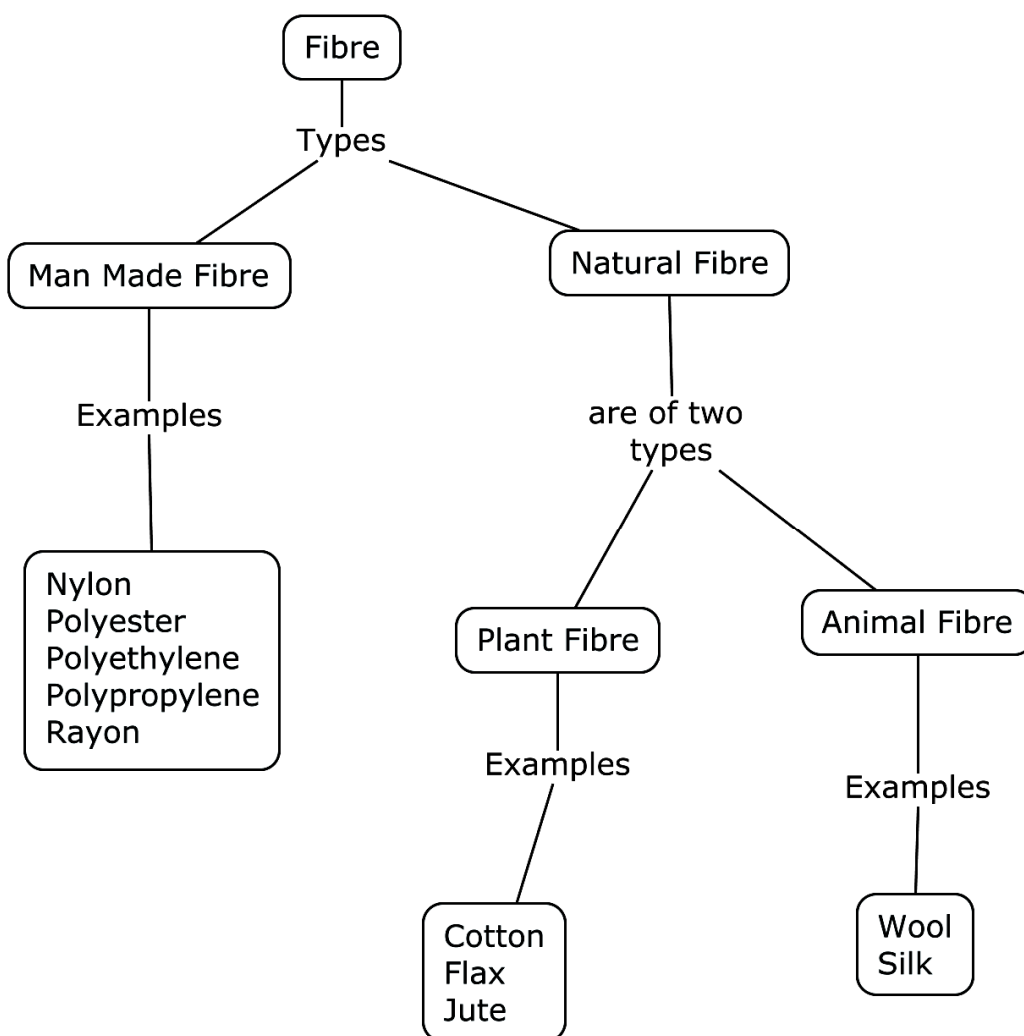 Fibre
Types
Man Made Fibre
Natural Fibre
Examples
are of two
types
Nylon
Polyester
Polyethylene
Polypropylene
Rayon
Plant Fibre
Animal Fibre
Examples
Examples
Cotton
Flax
Jute
Wool
Silk